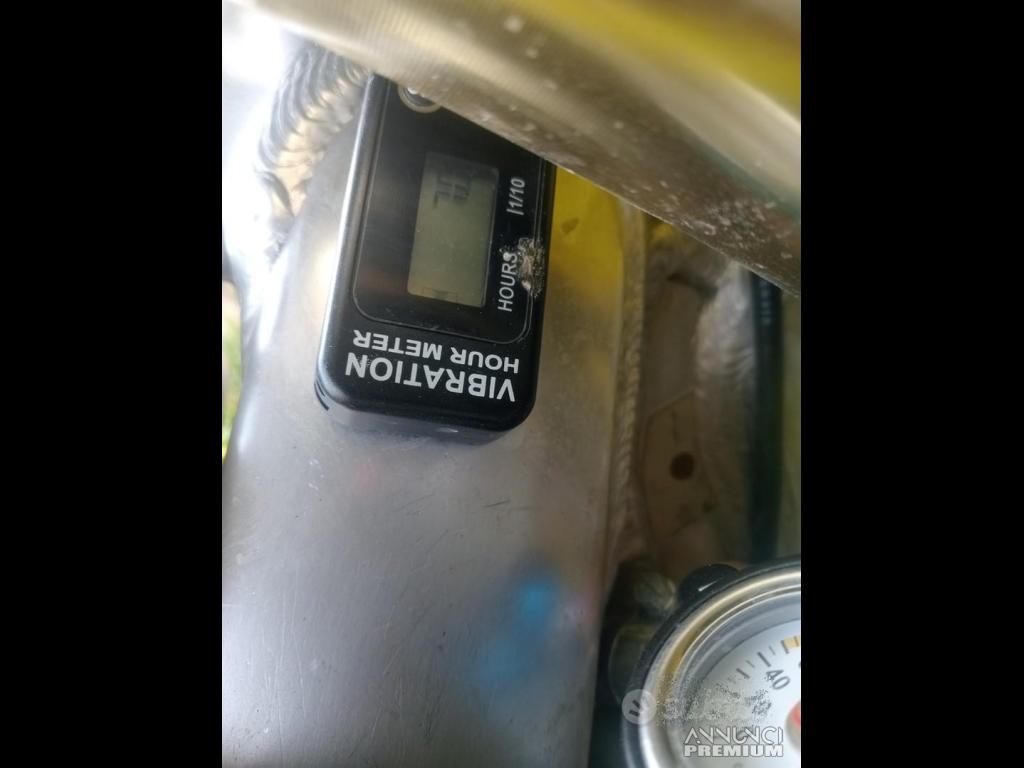 VIBRATION
HOUR METER
HOURS
1/10
40
ANNUNCI
PREMIUM